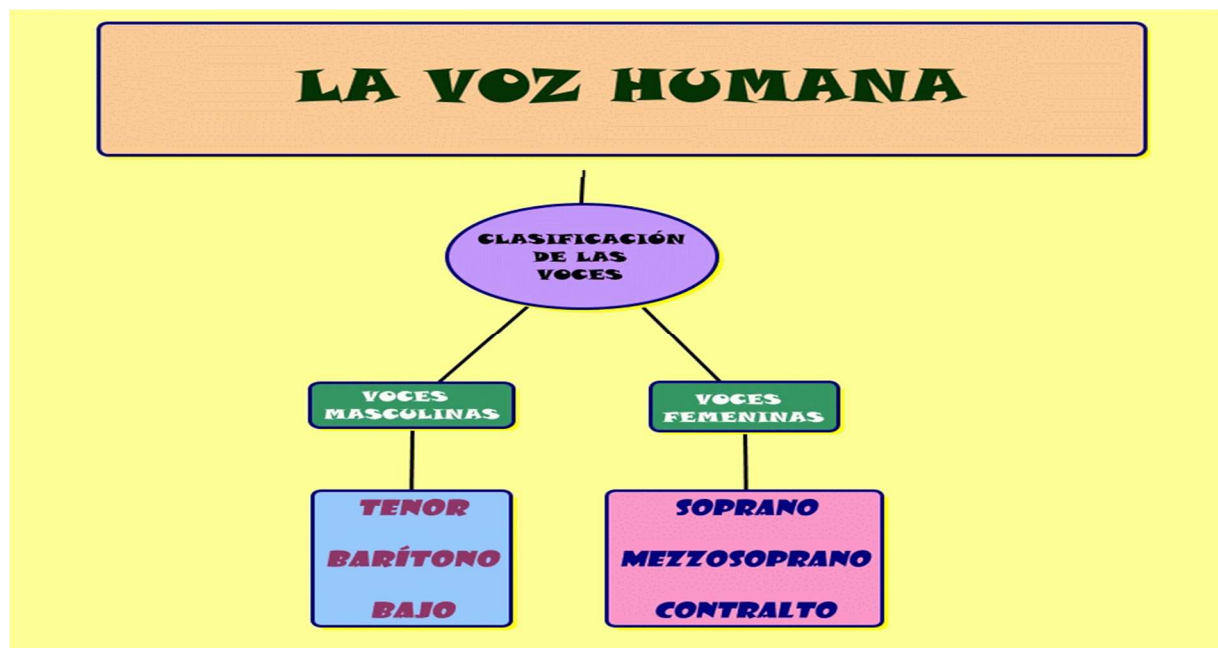 LA VOZ HUMANA
CLASIFICACIÓN
DE LAS
VOCES
VOCES
MASCULINAS
VOCES
FEMENINAS
TENOR
BARÍTONO
BAJO
SOPRANO
MEZZOSOPRANO
CONTRALTO